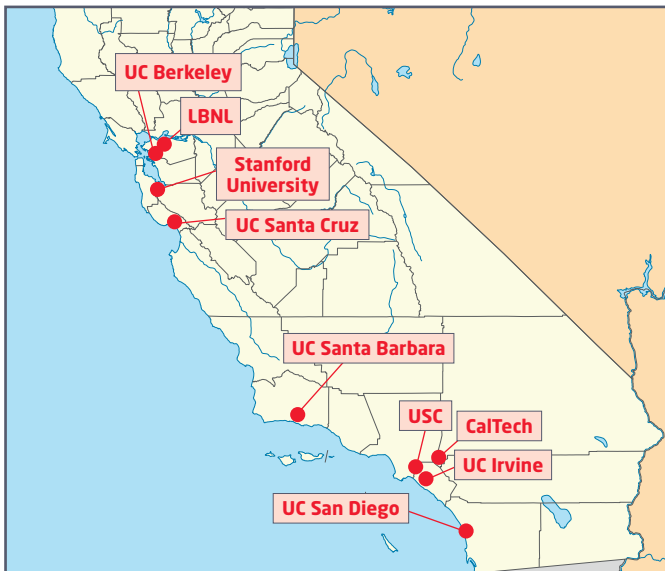 UC Berkeley
LBNL
Stanford
University
UC Santa Cruz
UC Santa Barbara
USC
CalTech
UC Irvine
UC San Diego